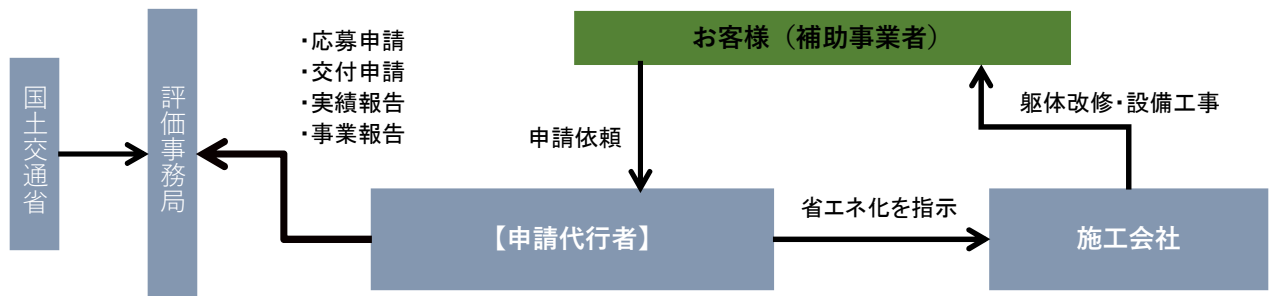 国土交通省
評価事務局
・応募申請
・交付申請
・実績報告
・事業報告
お客様（補助事業者）
申請依頼
躯体改修・設備工事
【申請代行者】
省エネ化を指示
施工会社